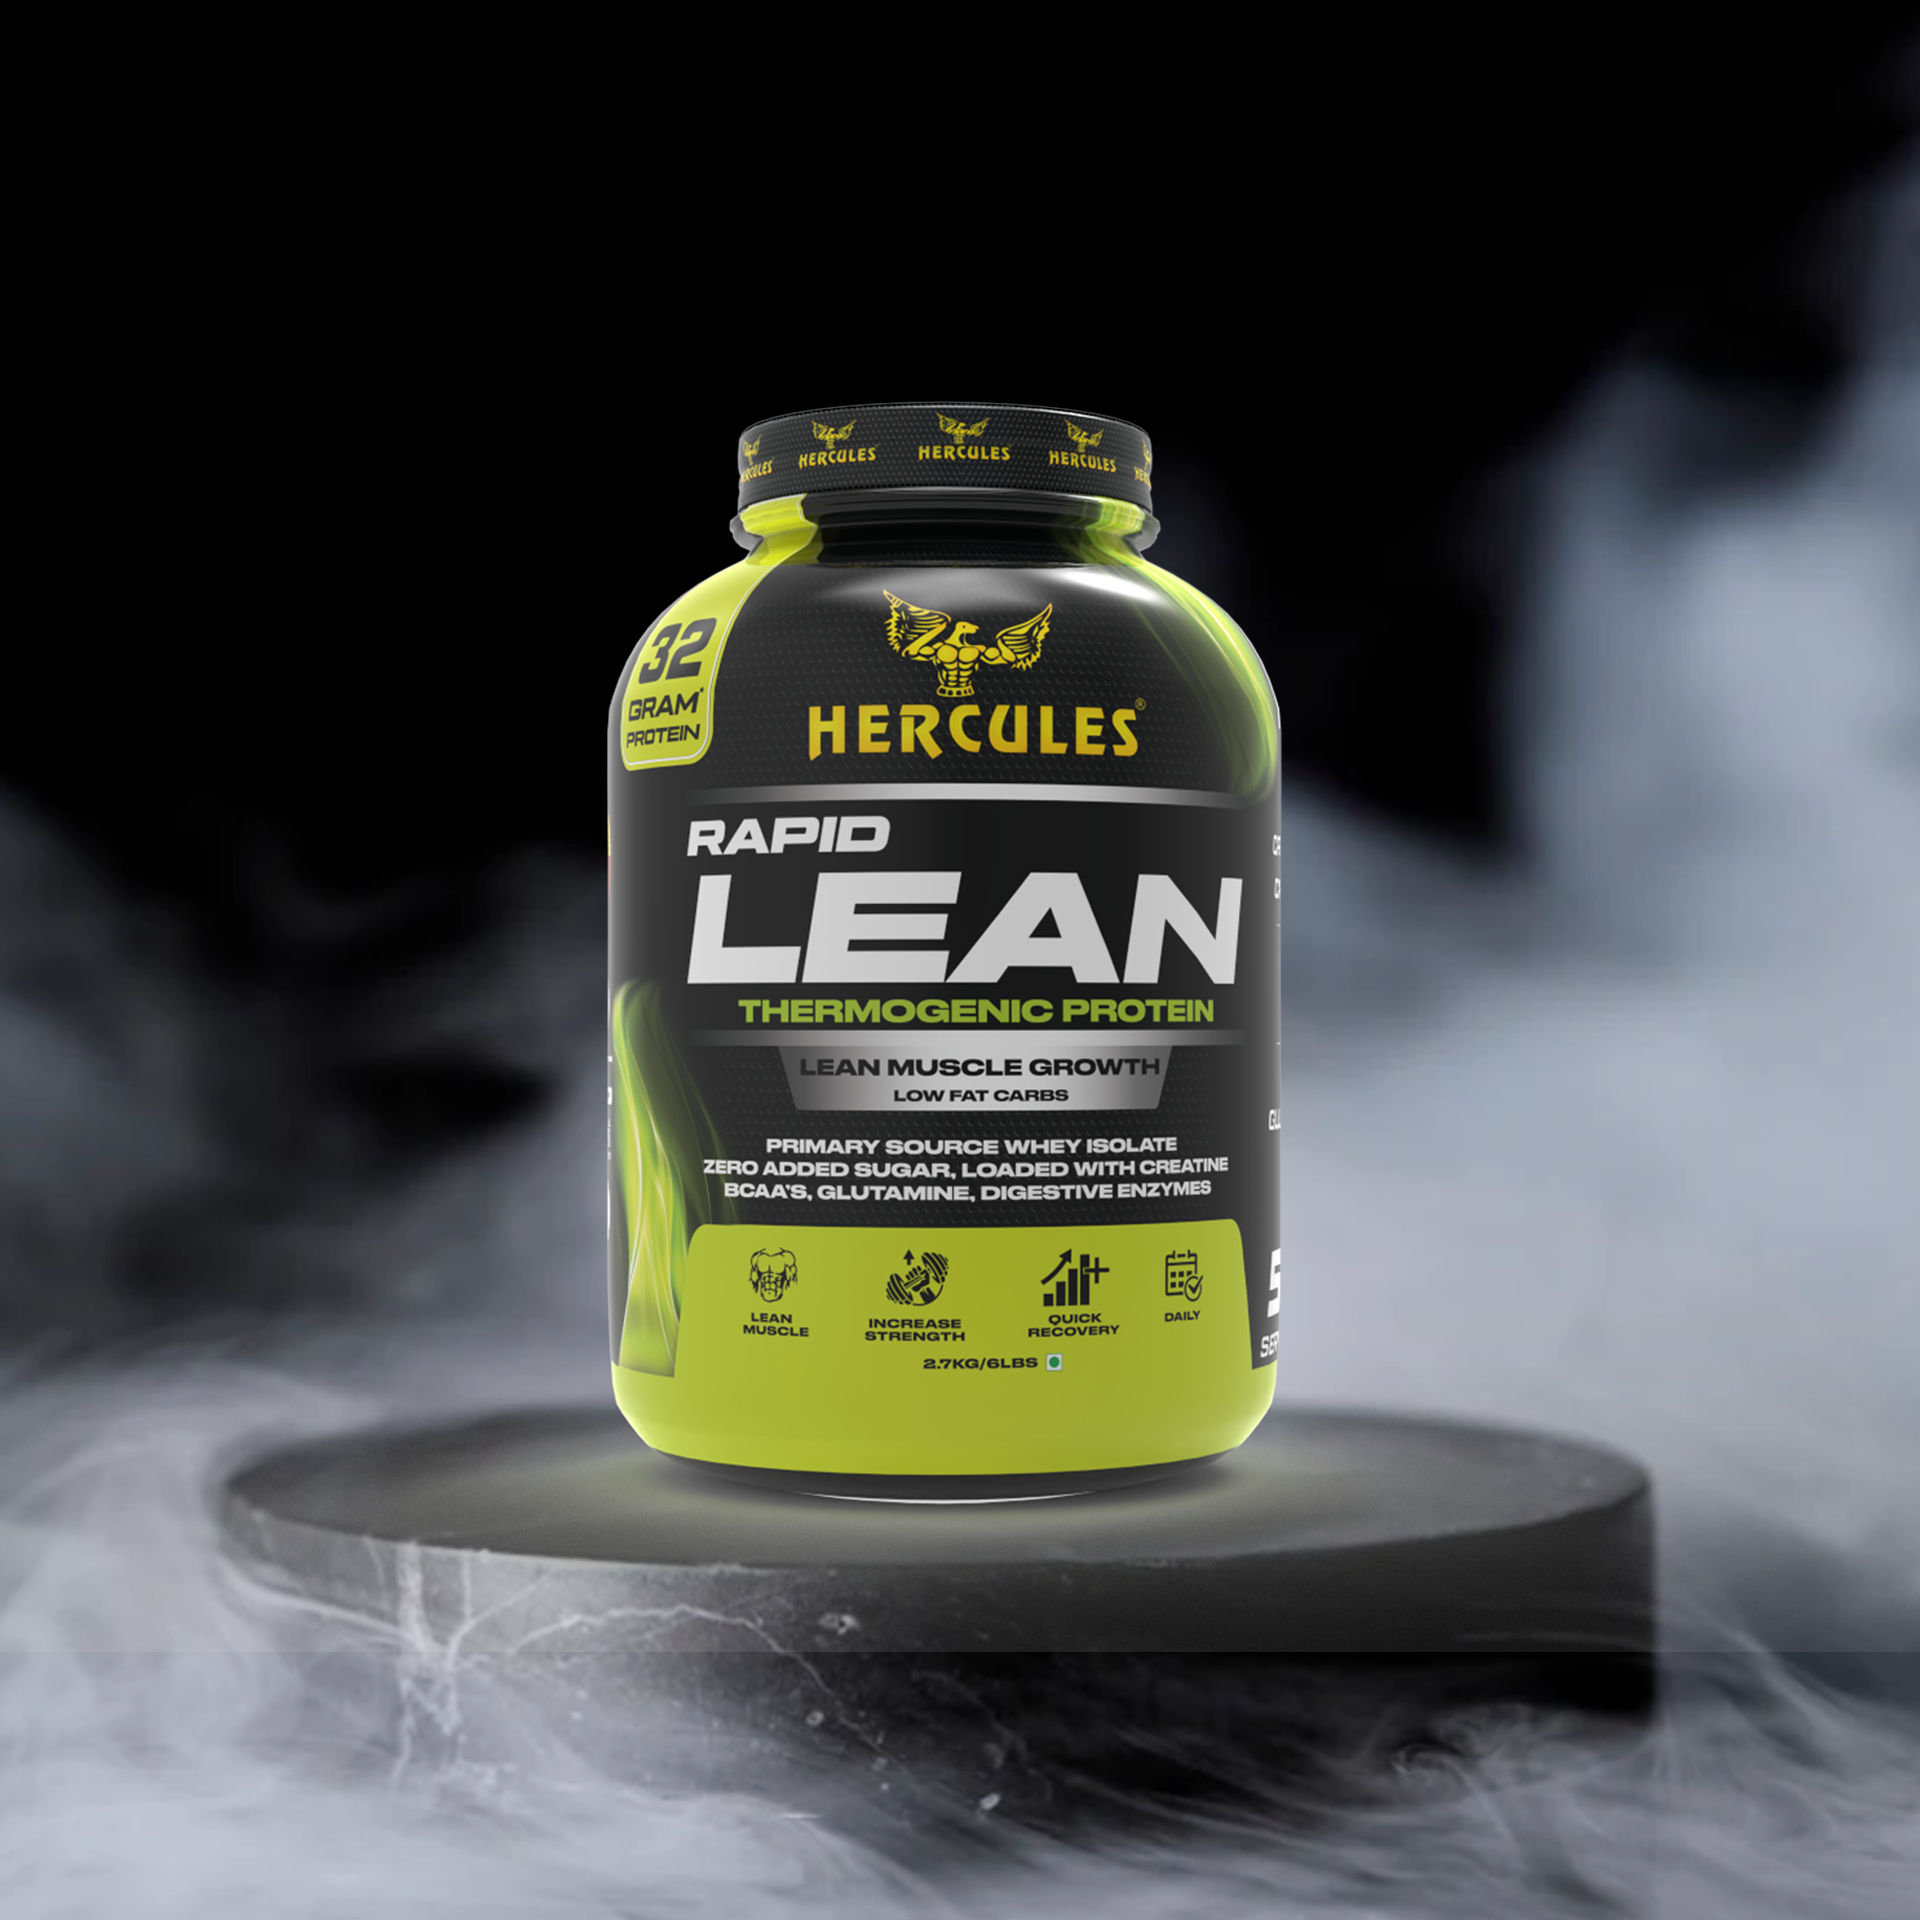 HERCULES HERCULES HERCULES
HERCULES®
32
GRAM*
PROTEIN
RAPID
LEAN
THERMOGENIC PROTEIN
LEAN MUSCLE GROWTH
LOW FAT CARBS
PRIMARY SOURCE WHEY ISOLATE
ZERO ADDED SUGAR, LOADED WITH CREATINE
BCAA'S, GLUTAMINE, DIGESTIVE ENZYMES
LEAN
MUSCLE
INCREASE
STRENGTH
QUICK
RECOVERY
DAILY
2.7KG/6LBS